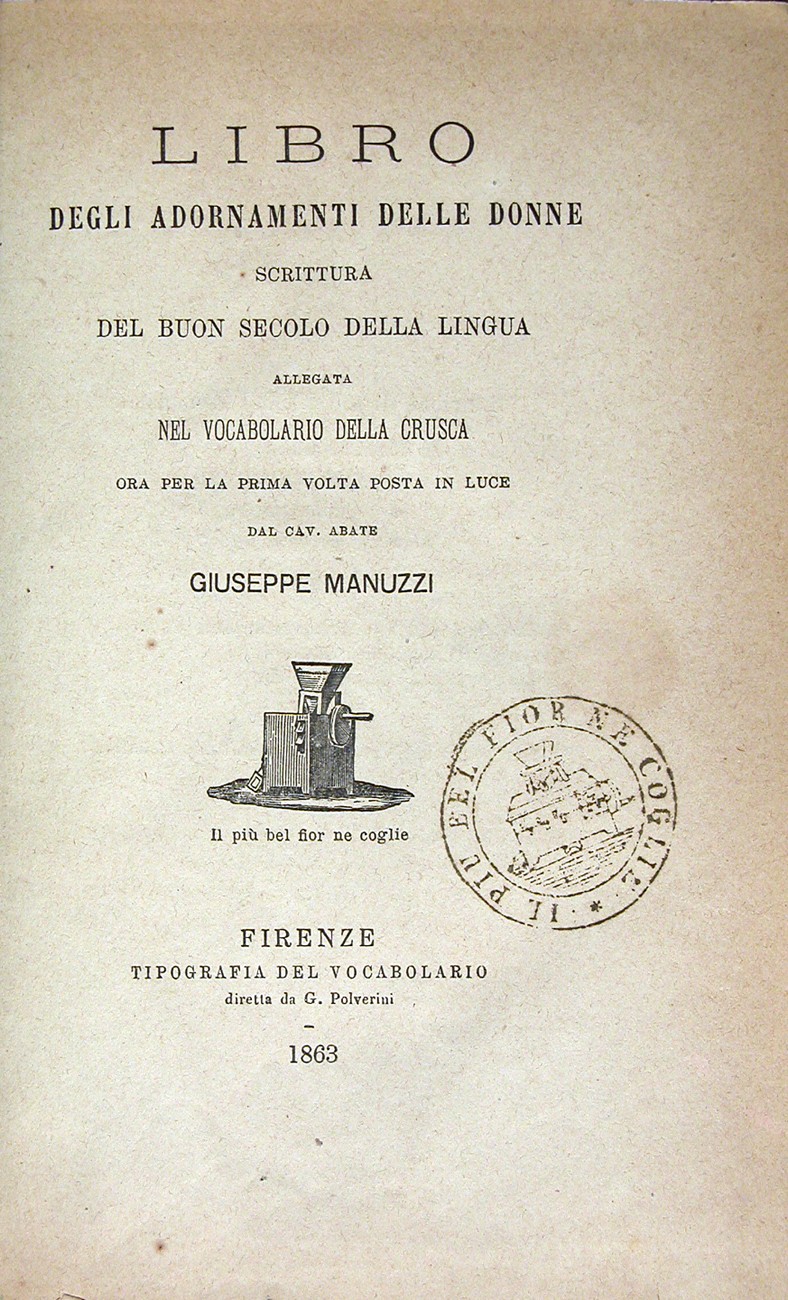 LIBRO
DEGLI ADORNAMENTI DELLE DONNE
SCRITTURA
DEL BUON SECOLO DELLA LINGUA
ALLEGATA
NEL VOCABOLARIO DELLA CRUSCA
ORA PER LA PRIMA VOLTA POSTA IN LUCE
DAL CAV. ABATE
GIUSEPPE MANUZZI
Il più bel fior ne coglie
IL PIU BEL FIOR NE COGLIE *
FIRENZE
TIPOGRAFIA DEL VOCABOLARIO
diretta da G. Polverini
1863